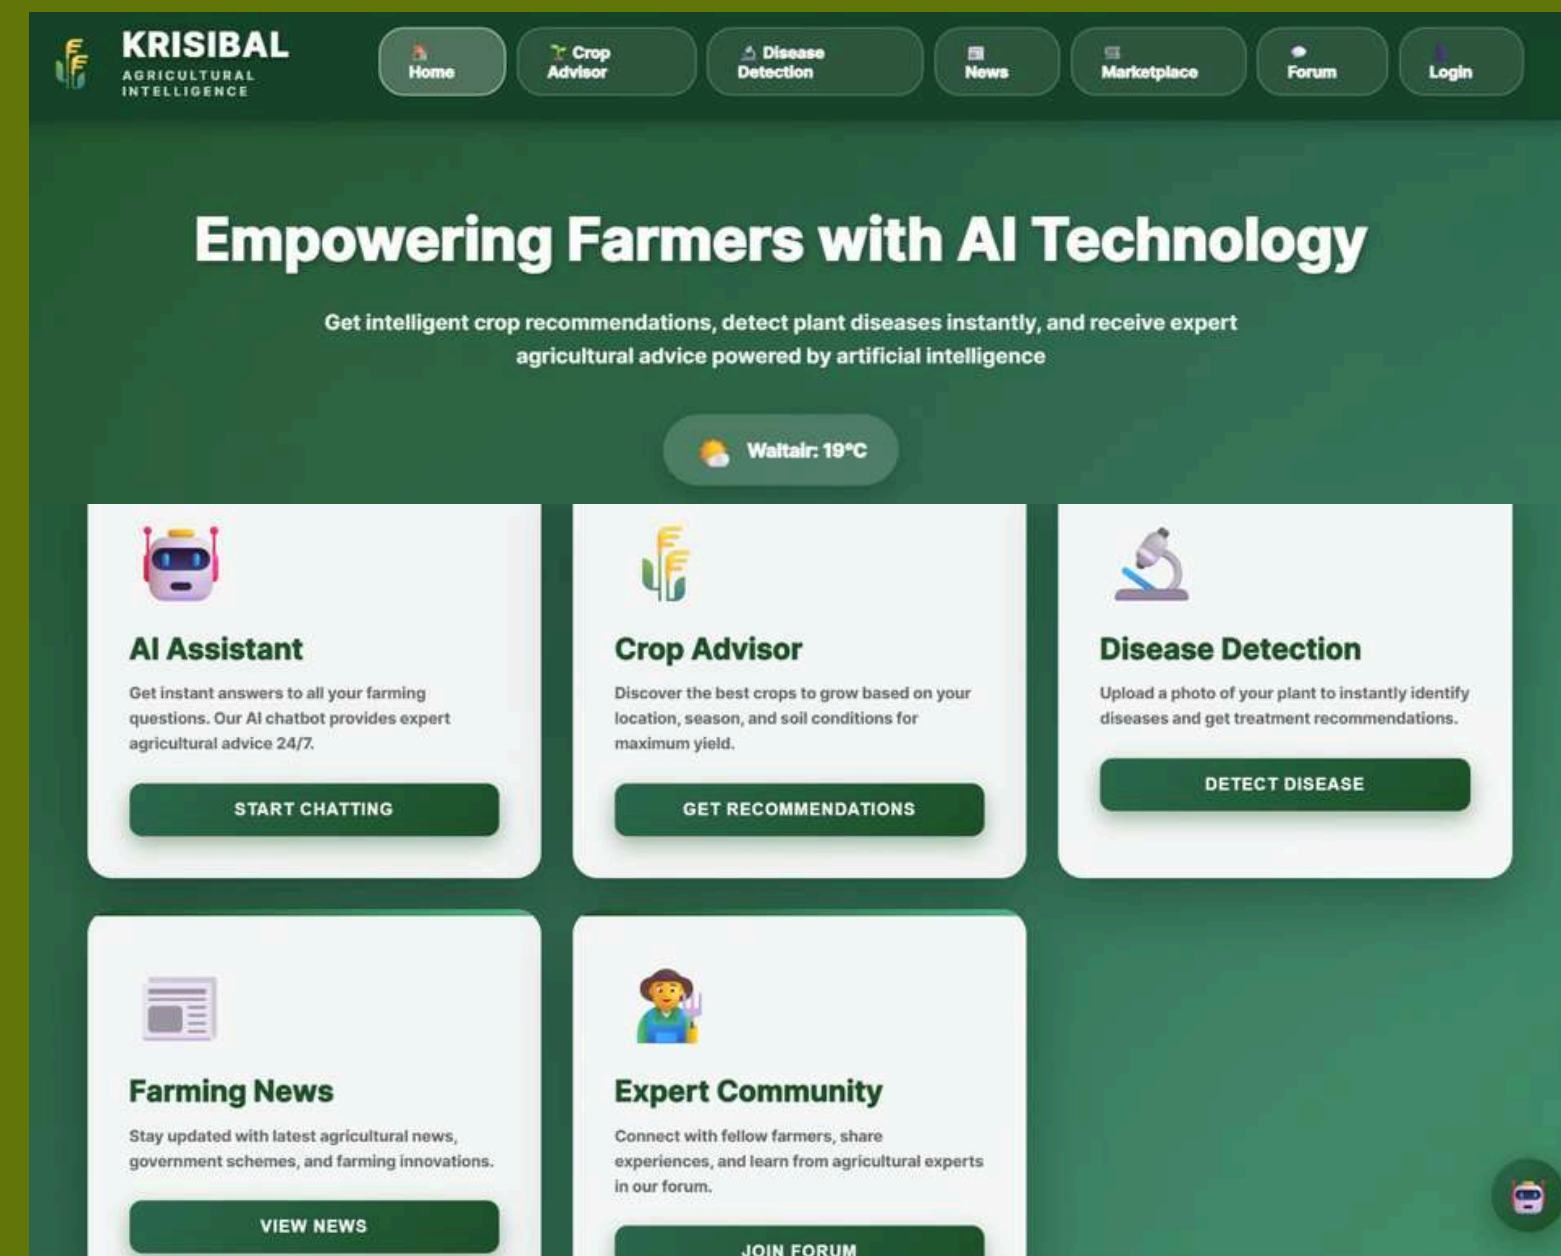 KRISIBAL
AGRICULTURAL
INTELLIGENCE
Home
Crop
Advisor
Disease
Detection
News
Marketplace
Forum
Login
Empowering Farmers with AI Technology
Get intelligent crop recommendations, detect plant diseases instantly, and receive expert
agricultural advice powered by artificial intelligence
Waltair: 19°C
AI Assistant
Get instant answers to all your farming
questions. Our AI chatbot provides expert
agricultural advice 24/7.
START CHATTING
Crop Advisor
Discover the best crops to grow based on your
location, season, and soil conditions for
maximum yield.
GET RECOMMENDATIONS
Disease Detection
Upload a photo of your plant to instantly identify
diseases and get treatment recommendations.
DETECT DISEASE
Farming News
Stay updated with latest agricultural news,
government schemes, and farming innovations.
VIEW NEWS
Expert Community
Connect with fellow farmers, share
experiences, and learn from agricultural experts
in our forum.
JOIN FORUM